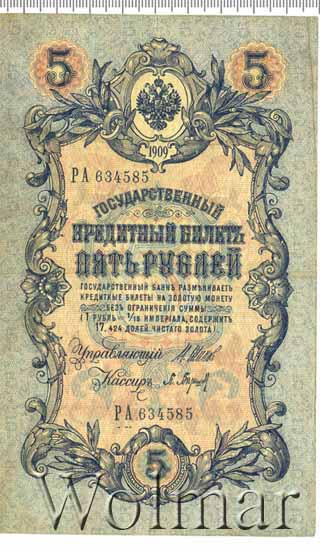 5 5
1909
РА 634585
ГОСУДАРСТВЕННЫЙ
КРЕДИТНЫЙ БИЛЕТЪ
ПЯТЬ РУБЛЕЙ
ГОСУДАРСТВЕННЫЙ БАНКЪ РАЗМѢНИВАЕТЪ
КРЕДИТНЫЕ БИЛЕТЫ НА ЗОЛОТУЮ МОНЕТУ
БЕЗЪ ОГРАНИЧЕНІЯ СУММЫ
(1 РУБЛЬ = 1/15 ИМПЕРІАЛА, СОДЕРЖИТЪ
17,424 ДОЛЕЙ ЧИСТАГО ЗОЛОТА).
Управляющій
Кассиръ
РА 634585
5
Wolmar